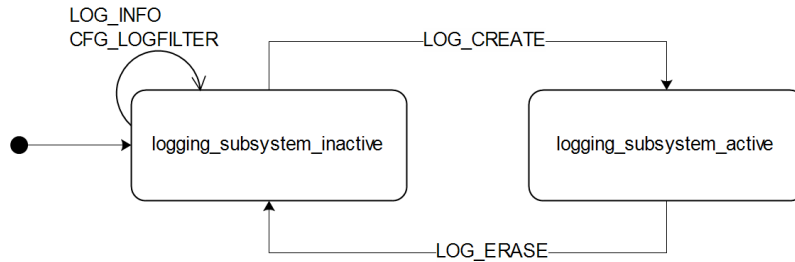 LOG_INFO
CFG_LOGFILTER
LOG_CREATE
logging_subsystem_inactive
logging_subsystem_active
LOG_ERASE